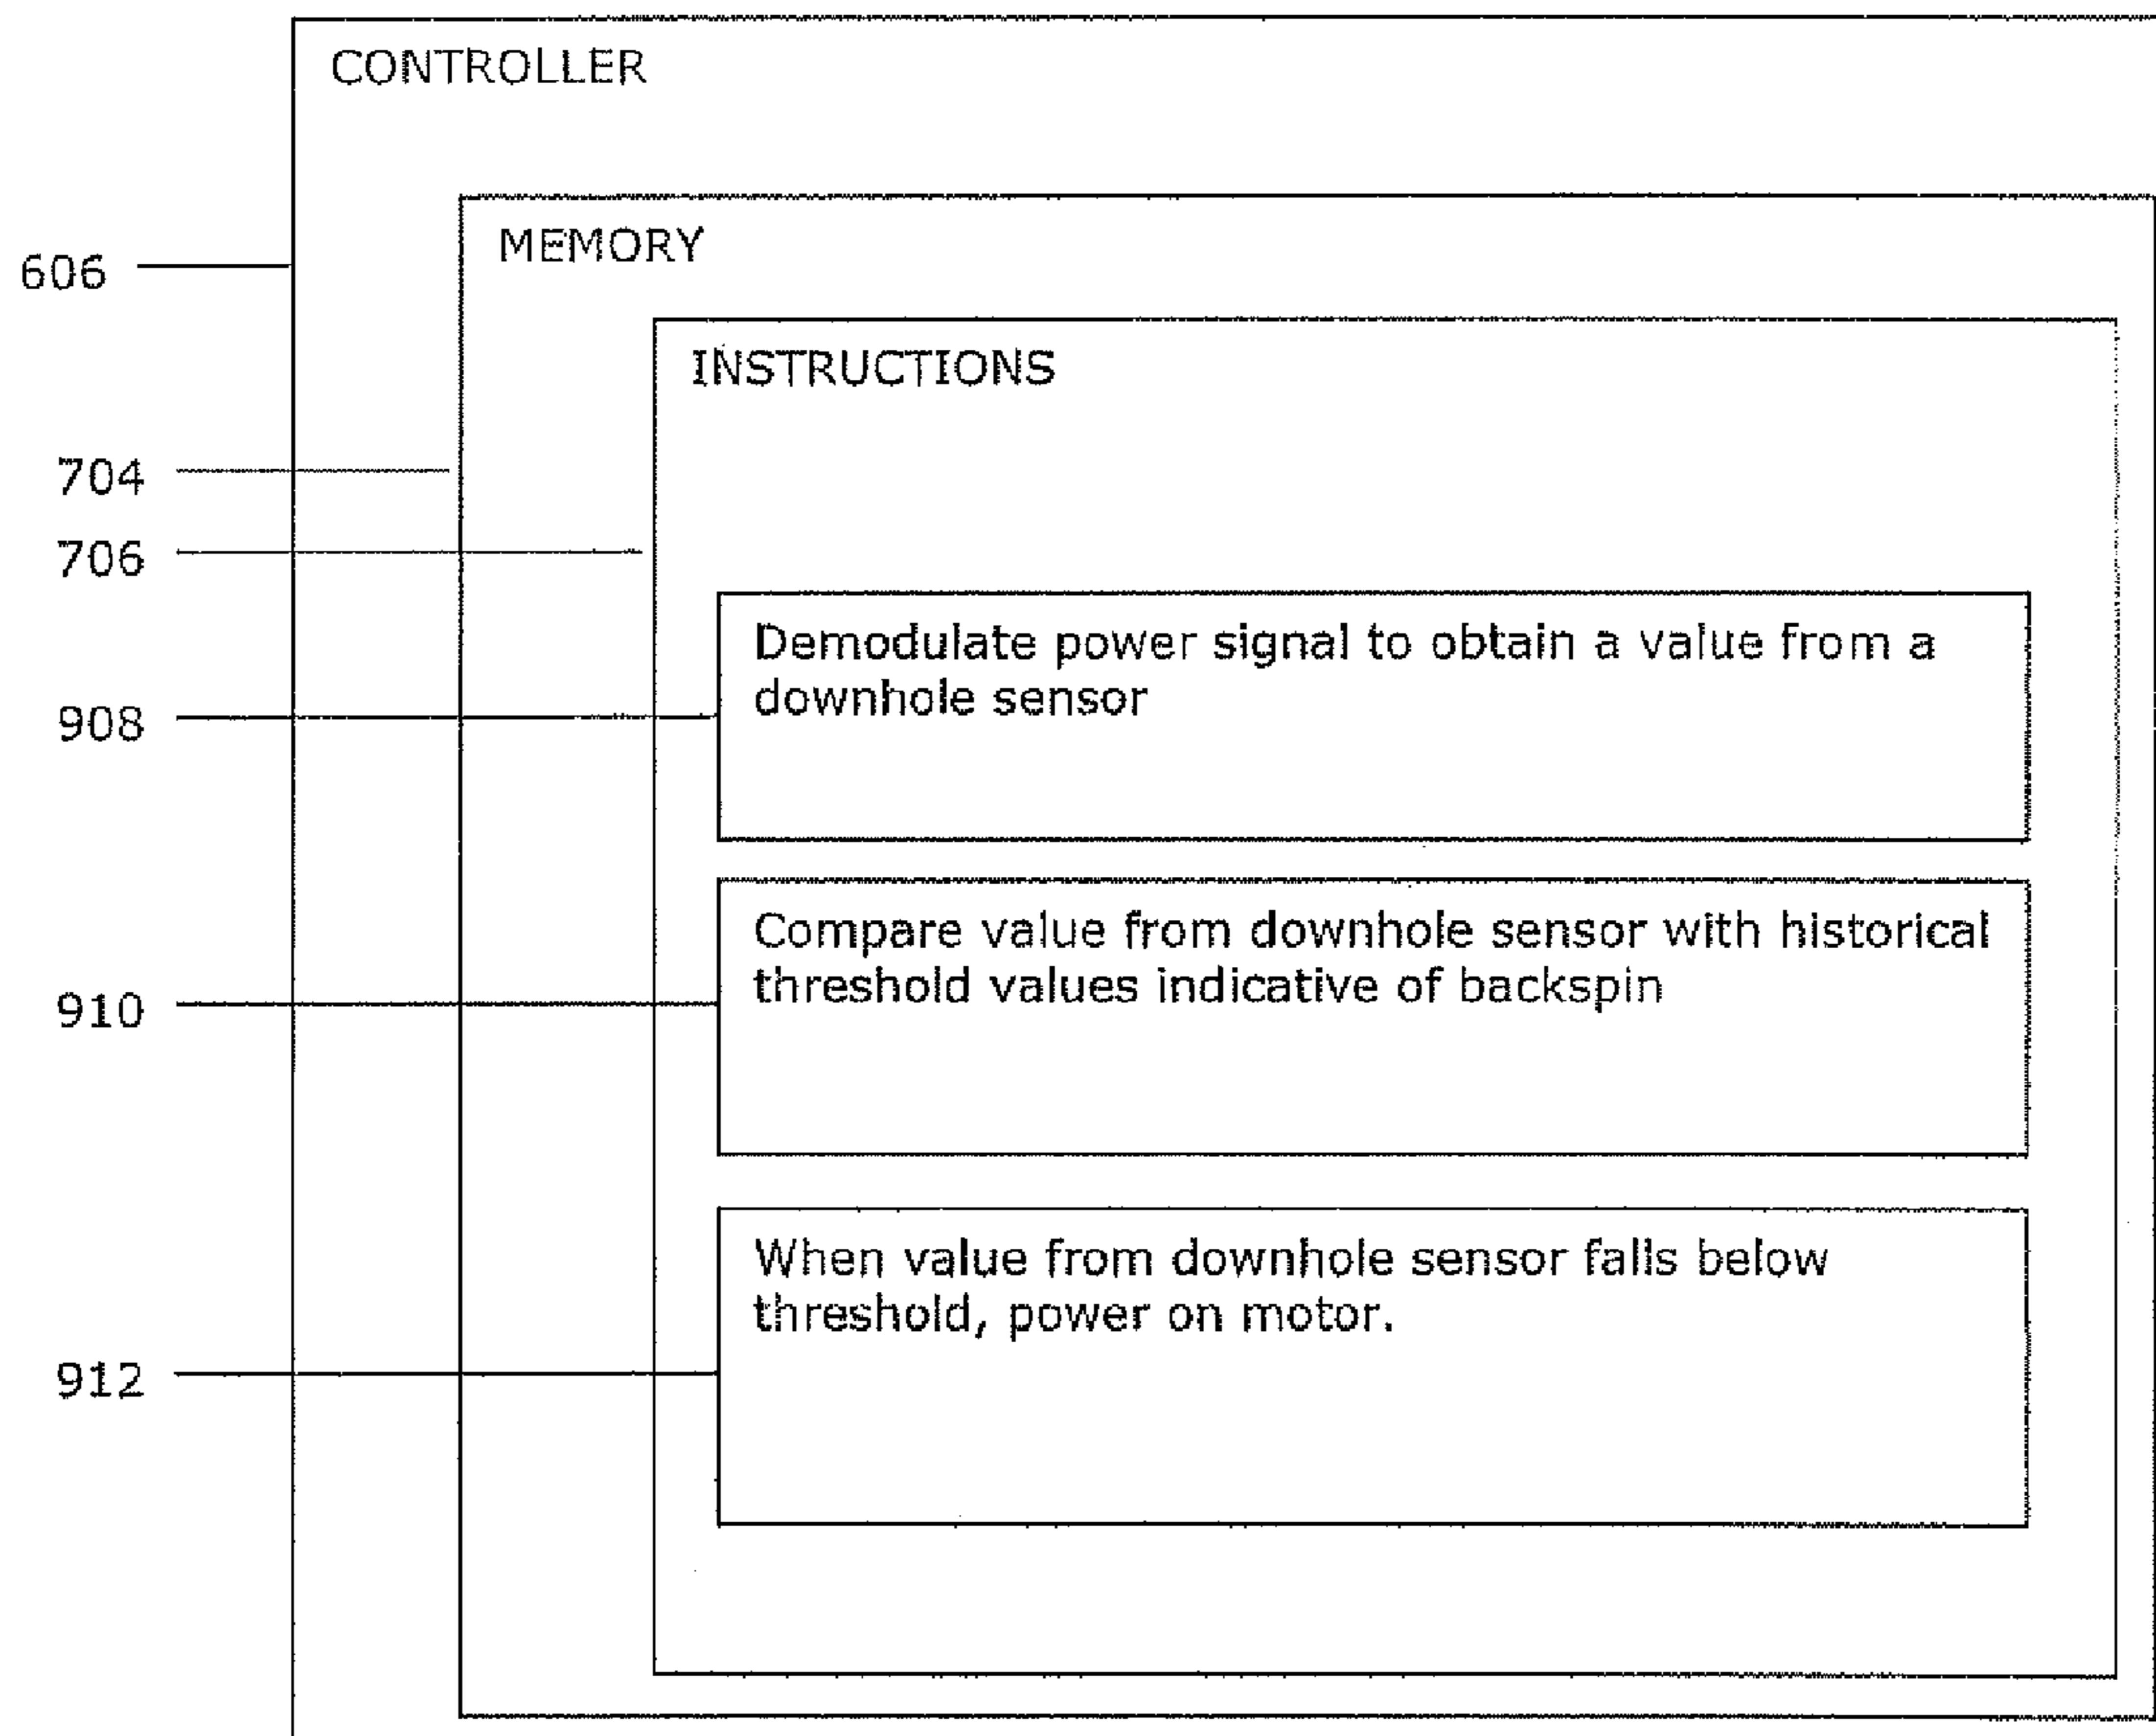 CONTROLLER
MEMORY
606
INSTRUCTIONS
704
706
Demodulate power signal to obtain a value from a
downhole sensor
908
Compare value from downhole sensor with historical
threshold values indicative of backspin
910
When value from downhole sensor falls below
threshold, power on motor.
912